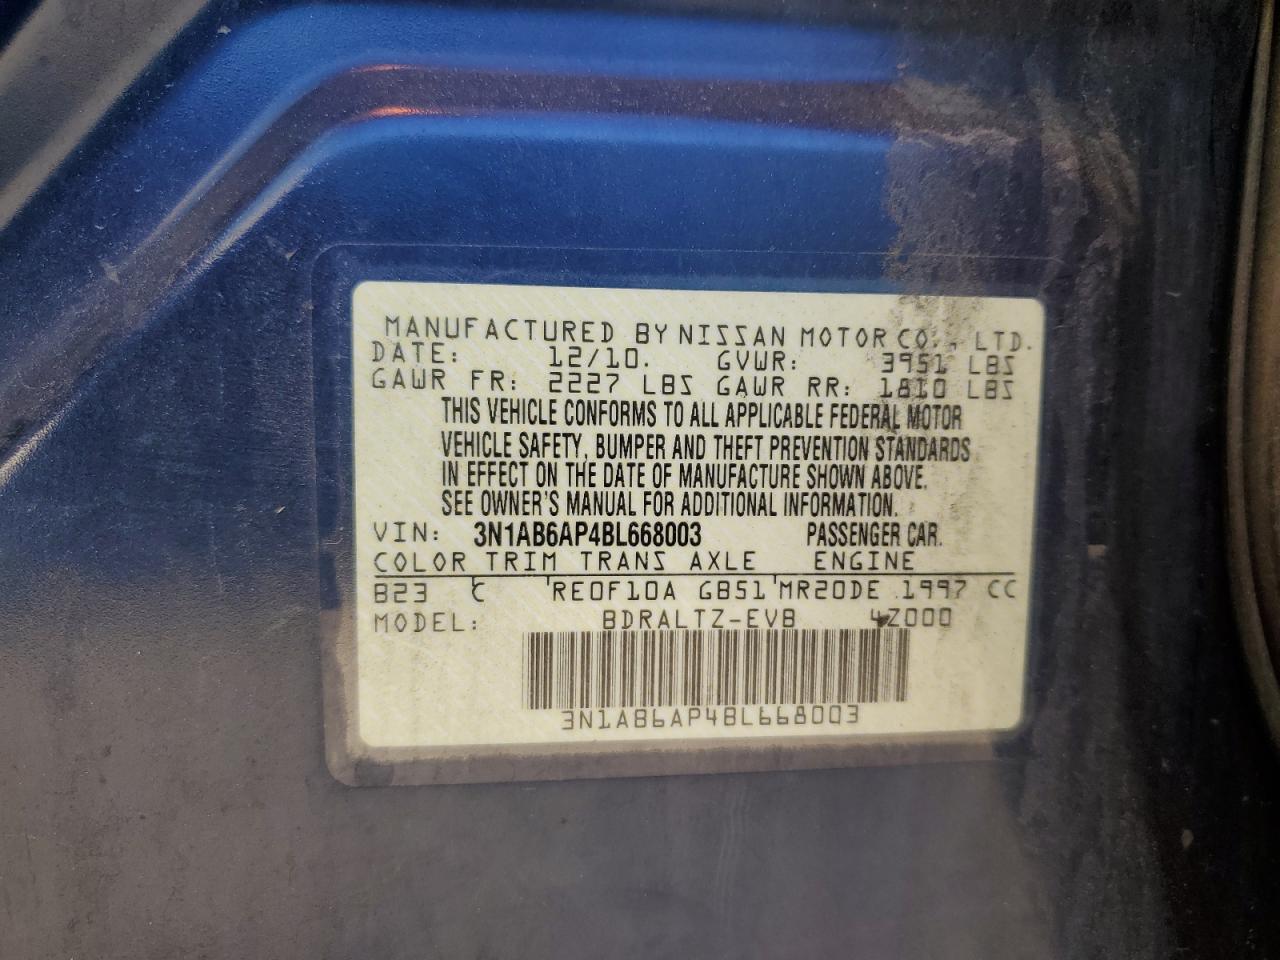 MANUFACTURED BY NISSAN MOTOR CO., LTD.
DATE: 12/10. GVWR: 3951 LBS
GAWR FR: 2227 LBS GAWR RR: 1810 LBS
THIS VEHICLE CONFORMS TO ALL APPLICABLE FEDERAL MOTOR
VEHICLE SAFETY, BUMPER AND THEFT PREVENTION STANDARDS
IN EFFECT ON THE DATE OF MANUFACTURE SHOWN ABOVE.
SEE OWNER'S MANUAL FOR ADDITIONAL INFORMATION.
VIN: 3N1AB6AP4BL668003 PASSENGER CAR.
COLOR TRIM TRANS AXLE ENGINE
B23 C RE0F10A GB51 MR20DE 1997 CC
MODEL: BDRALTZ-EVB 4Z000
3N1AB6AP4BL668003